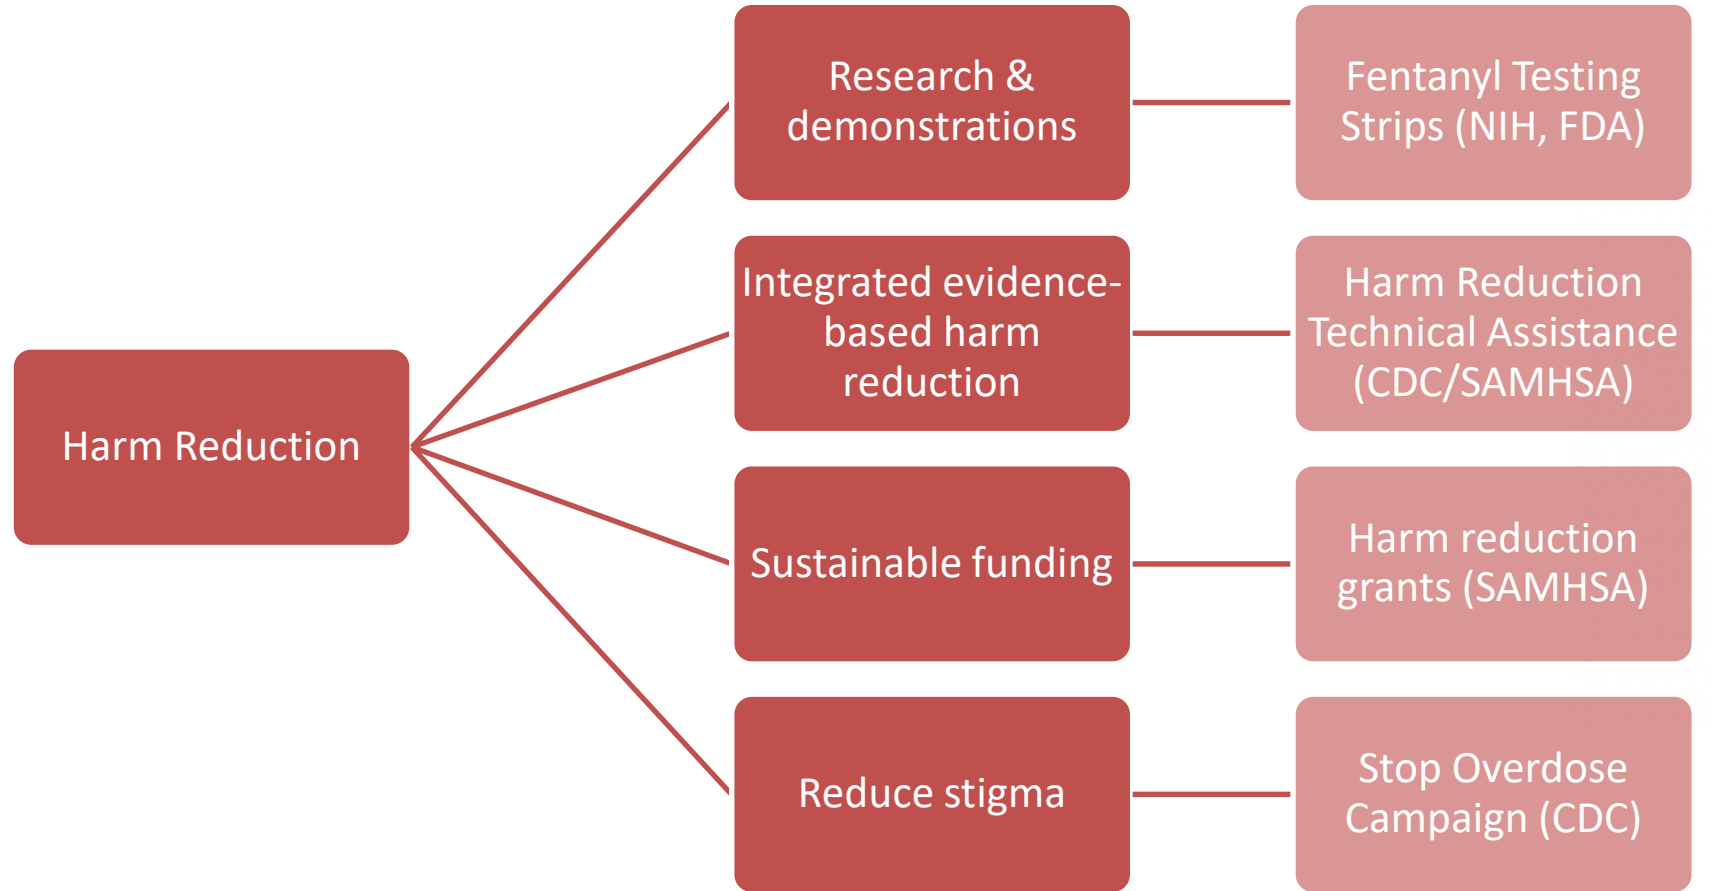 Harm Reduction
Research &
demonstrations
Fentanyl Testing
Strips (NIH, FDA)
Integrated evidence-
based harm
reduction
Harm Reduction
Technical Assistance
(CDC/SAMHSA)
Sustainable funding
Harm reduction
grants (SAMHSA)
Reduce stigma
Stop Overdose
Campaign (CDC)